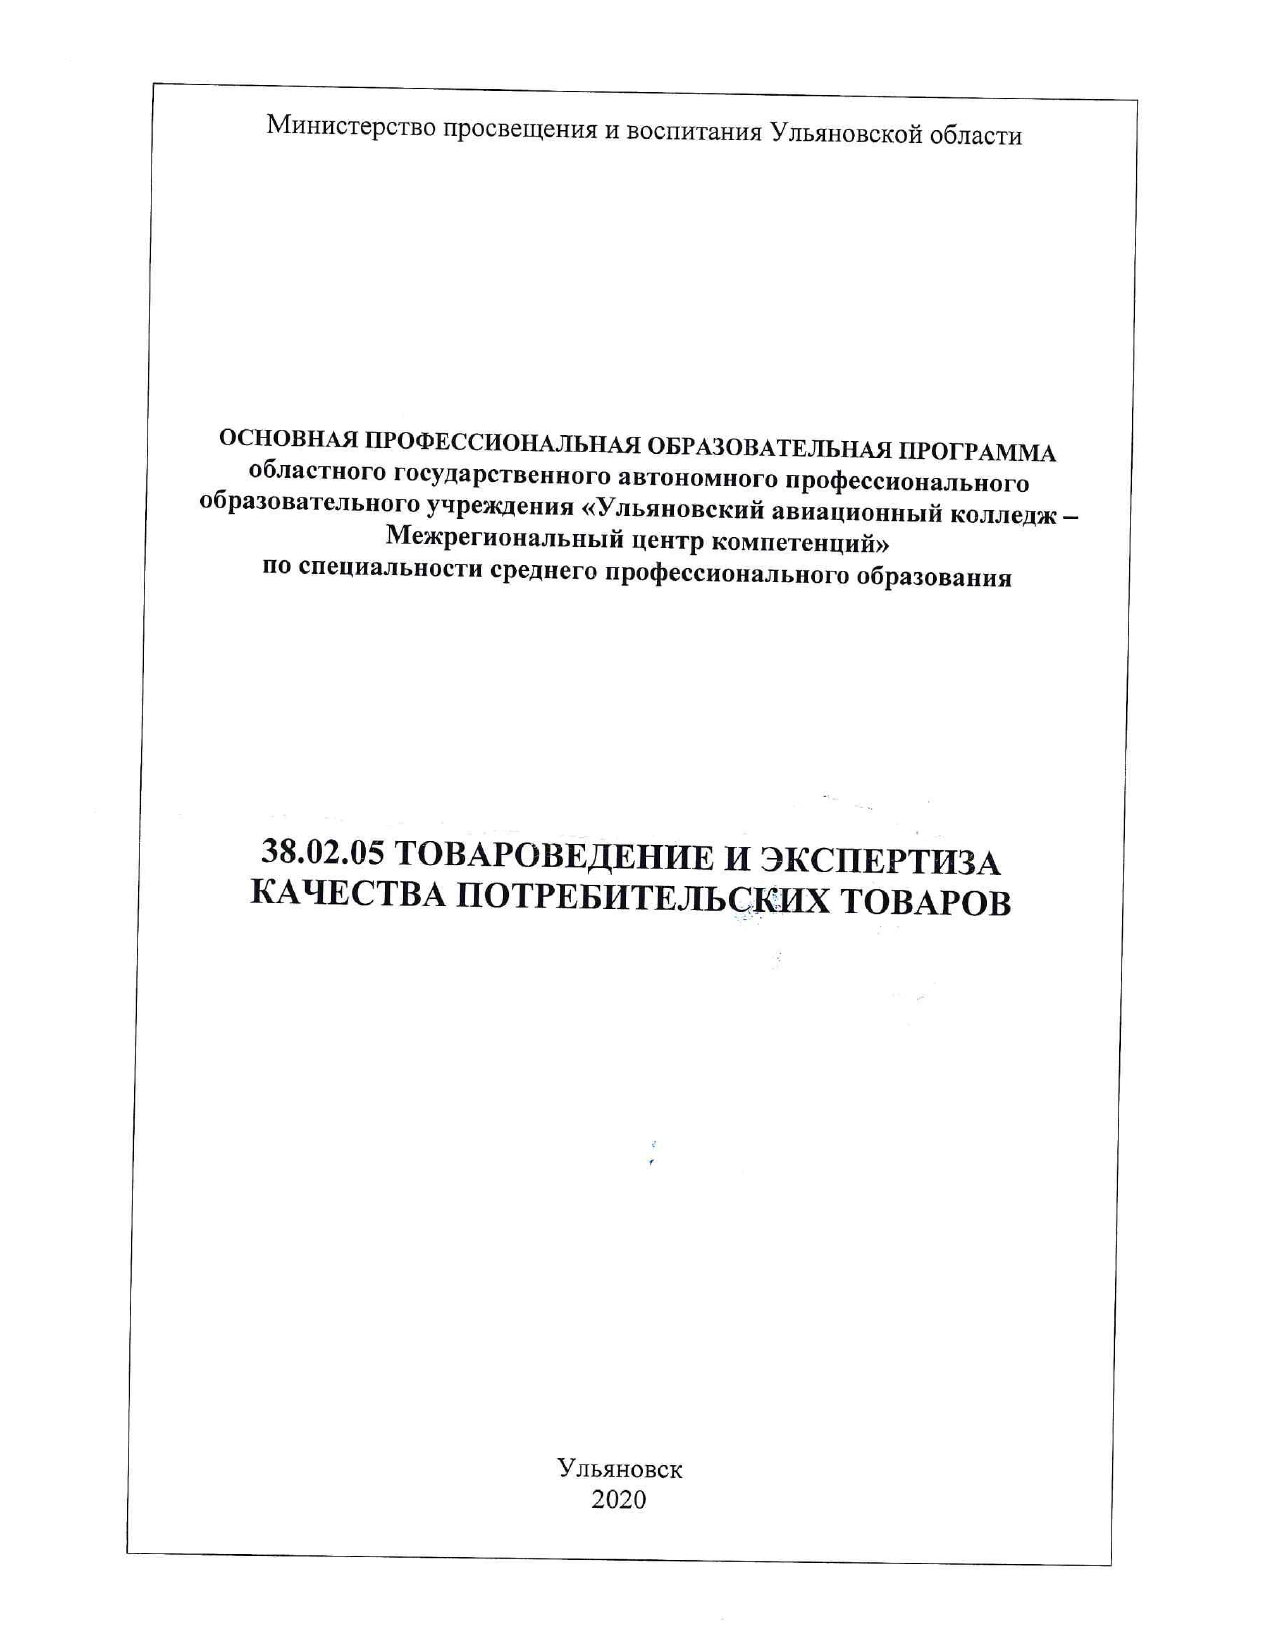 Министерство просвещения и воспитания Ульяновской области
ОСНОВНАЯ ПРОФЕССИОНАЛЬНАЯ ОБРАЗОВАТЕЛЬНАЯ ПРОГРАММА
областного государственного автономного профессионального
образовательного учреждения «Ульяновский авиационный колледж –
Межрегиональный центр компетенций»
по специальности среднего профессионального образования
38.02.05 ТОВАРОВЕДЕНИЕ И ЭКСПЕРТИЗА
КАЧЕСТВА ПОТРЕБИТЕЛЬСКИХ ТОВАРОВ
Ульяновск
2020